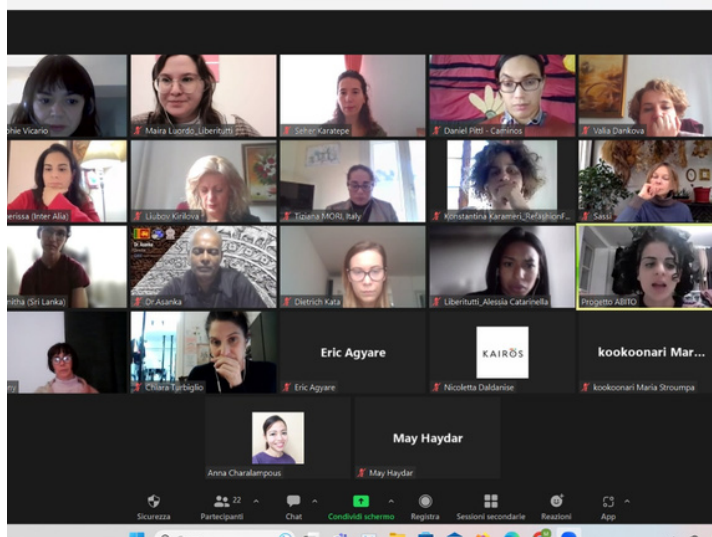 phie Vicario
Maira Luordo_Liberitutti
Seher Karatepe
Daniel Pittl - Caminos
Valia Dankova
erissa (Inter Alia)
Liubov Kirilova
Tiziana MORI, Italy
Konstantina Karameri_RefashionF...
Sassi
nitha (Sri Lanka)
Dr.Asanka
Dietrich Kata
Liberitutti_Alessia Catarinella
Progetto ABITO
ny
Chiara Turbiglio
Eric Agyare
Eric Agyare
KAIRÒS
Nicoletta Daldanise
kookoonari Mar...
kookoonari Maria Stroumpa
Anna Charalampous
May Haydar
May Haydar
Sicurezza
22
Partecipanti
Chat
Condividi schermo
Registra
Sessioni secondarie
Reazioni
App